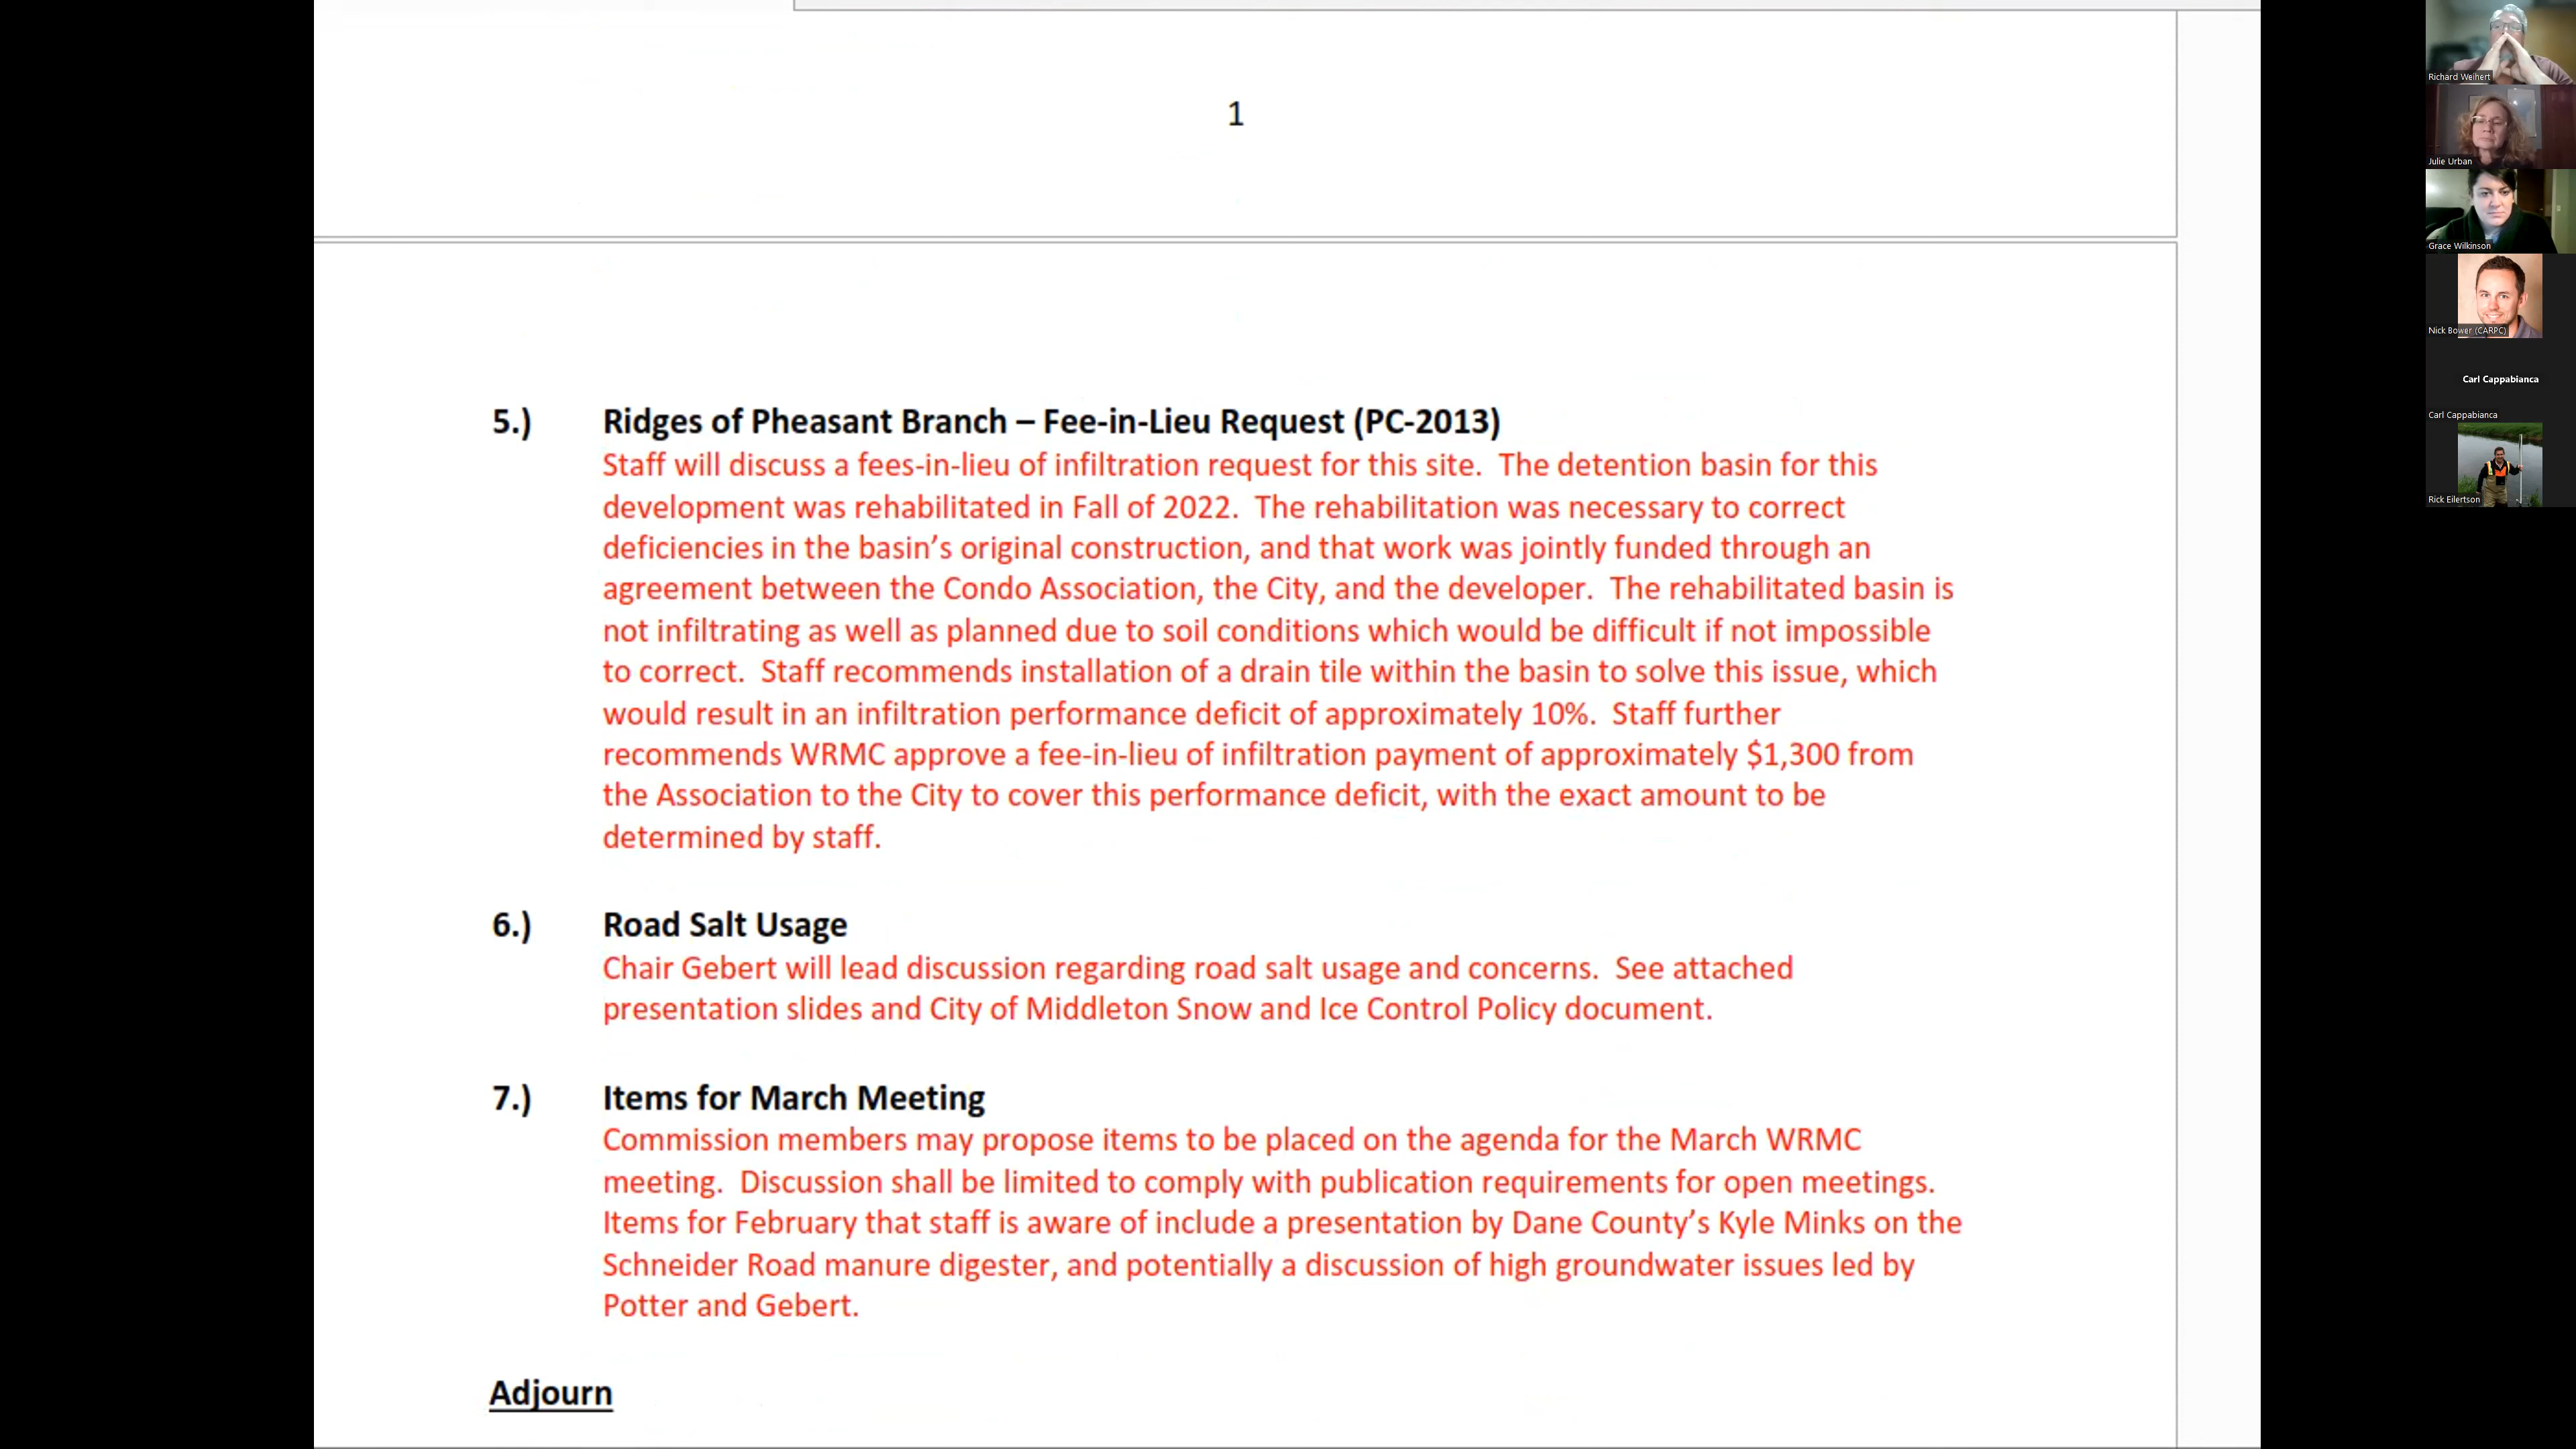 1
5.) Ridges of Pheasant Branch – Fee-in-Lieu Request (PC-2013)
Staff will discuss a fees-in-lieu of infiltration request for this site.  The detention basin for this
development was rehabilitated in Fall of 2022.  The rehabilitation was necessary to correct
deficiencies in the basin’s original construction, and that work was jointly funded through an
agreement between the Condo Association, the City, and the developer.  The rehabilitated basin is
not infiltrating as well as planned due to soil conditions which would be difficult if not impossible
to correct.  Staff recommends installation of a drain tile within the basin to solve this issue, which
would result in an infiltration performance deficit of approximately 10%.  Staff further
recommends WRMC approve a fee-in-lieu of infiltration payment of approximately $1,300 from
the Association to the City to cover this performance deficit, with the exact amount to be
determined by staff.
6.) Road Salt Usage
Chair Gebert will lead discussion regarding road salt usage and concerns.  See attached
presentation slides and City of Middleton Snow and Ice Control Policy document.
7.) Items for March Meeting
Commission members may propose items to be placed on the agenda for the March WRMC
meeting.  Discussion shall be limited to comply with publication requirements for open meetings.
Items for February that staff is aware of include a presentation by Dane County’s Kyle Minks on the
Schneider Road manure digester, and potentially a discussion of high groundwater issues led by
Potter and Gebert.
Adjourn
Richard Weihert
Julie Urban
Grace Wilkinson
Nick Bower (CARPC)
Carl Cappabianca
Carl Cappabianca
Rick Eilertson